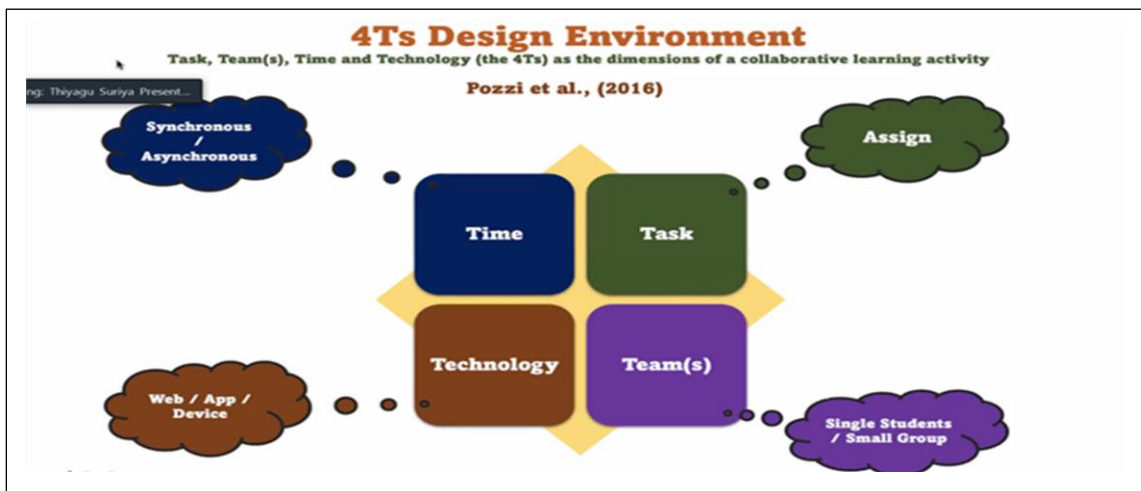 4Ts Design Environment
Task, Team(s), Time and Technology (the 4Ts) as the dimensions of a collaborative learning activity
Pozzi et al., (2016)
ng: Thiyagu Suriya Present...
Synchronous
/
Asynchronous
Assign
Time
Task
Technology
Team(s)
Web / App /
Device
Single Students
/ Small Group